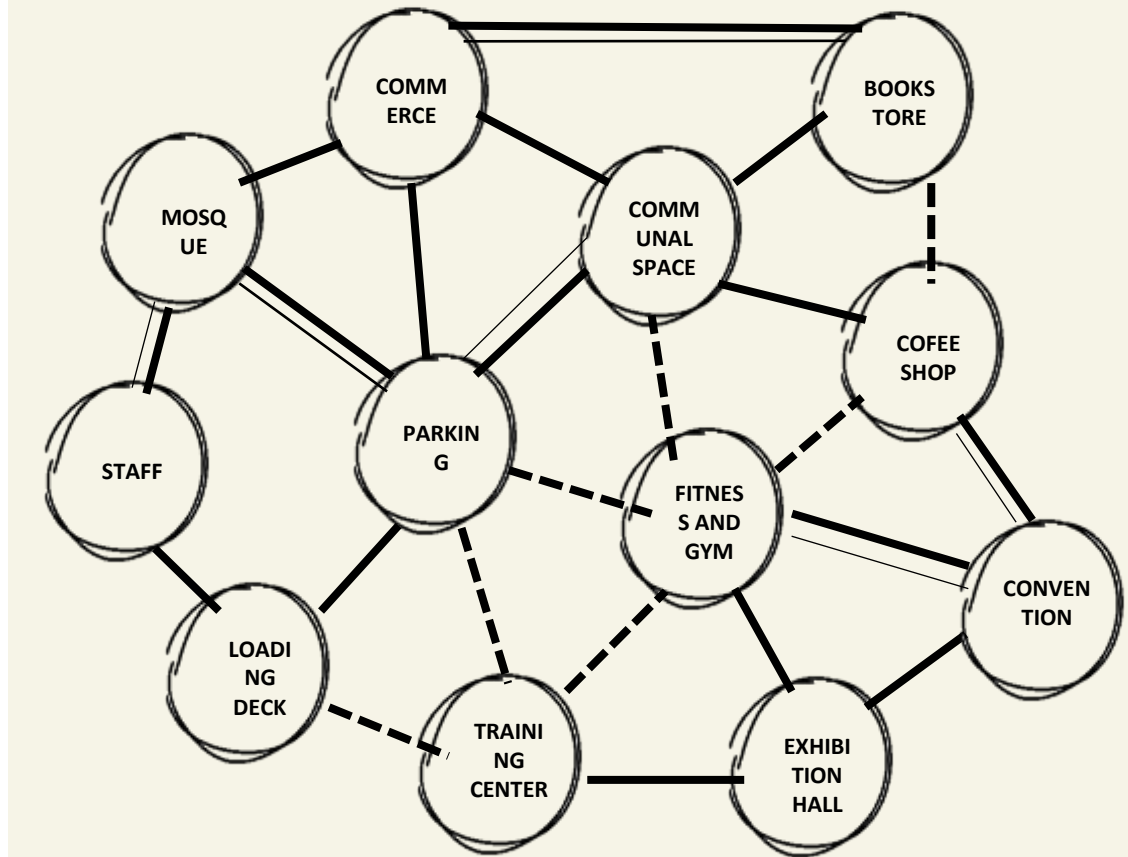 COMM
ERCE
BOOKS
TORE
MOSQ
UE
COMM
UNAL
SPACE
COFEE
SHOP
PARKIN
G
STAFF
FITNES
S AND
GYM
CONVEN
TION
LOADI
NG
DECK
TRAINI
NG
CENTER
EXHIBI
TION
HALL